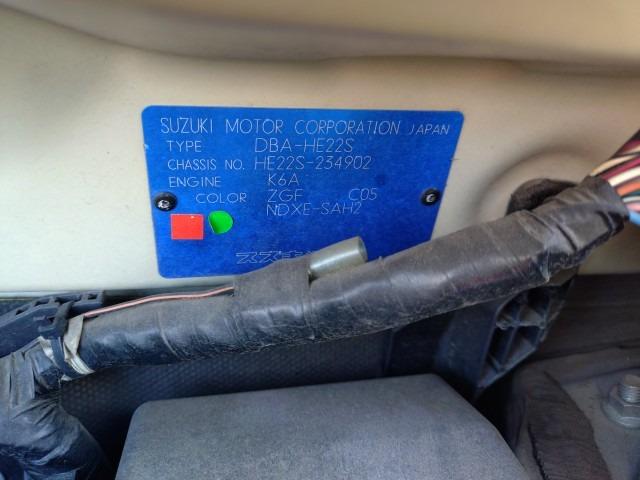 SUZUKI MOTOR CORPORATION JAPAN
TYPE DBA-HE22S
CHASSIS NO. HE22S-234902
ENGINE K6A
COLOR ZGF C05
NDXE-SAH2